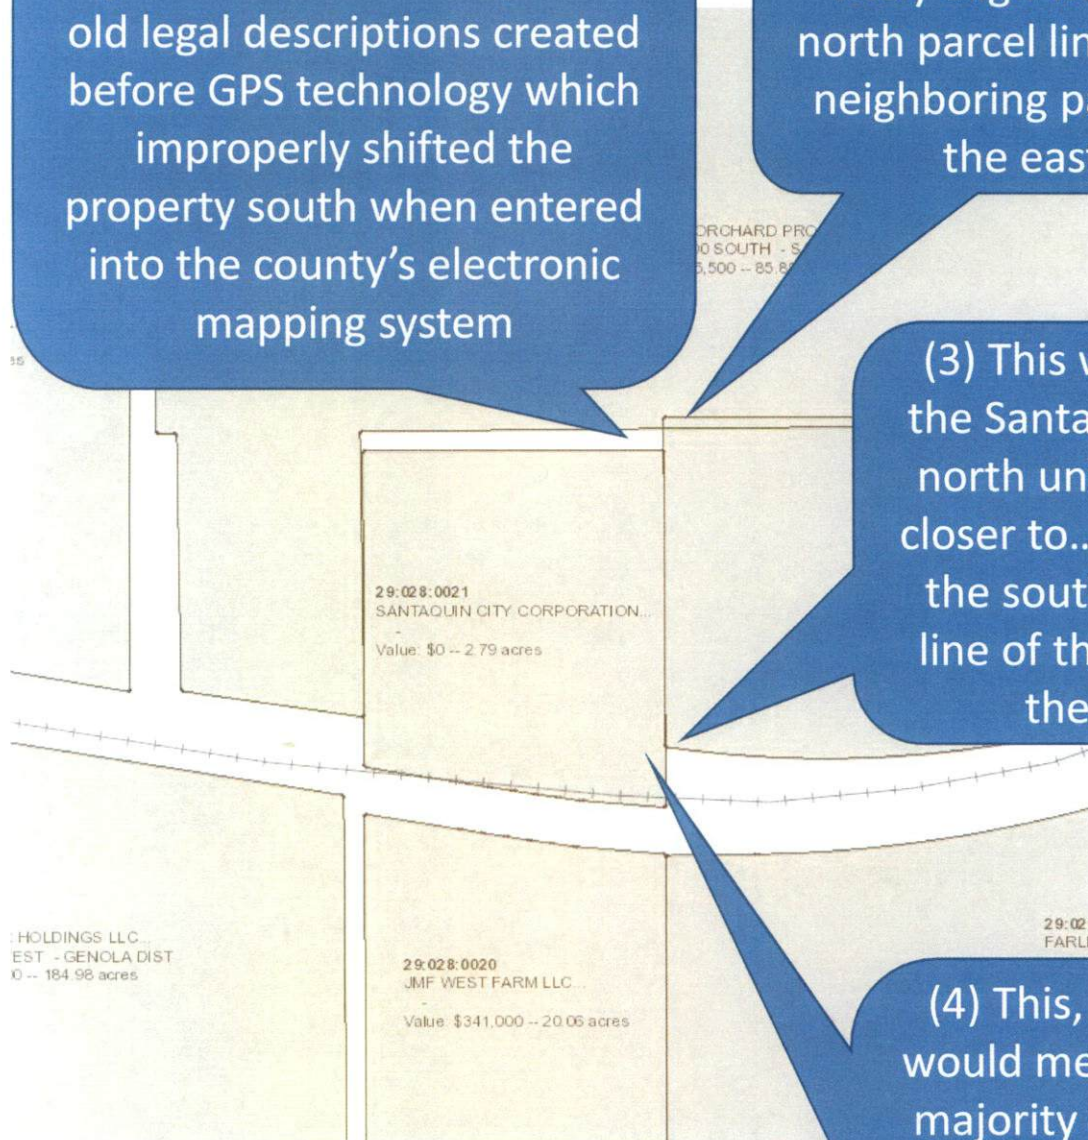 old legal descriptions created
before GPS technology which
improperly shifted the
property south when entered
into the county's electronic
mapping system
north parcel lin
neighboring p
the east
ORCHARD PRO
0 SOUTH - S
5,500 -- 85.8
(3) This
the Santa
north un
closer to..
the sout
line of th
the
29:028:0021
SANTAQUIN CITY CORPORATION...
-
Value: $0 -- 2.79 acres
HOLDINGS LLC...
EST - GENOLA DIST
0 -- 184.98 acres
29:028:0020
JMF WEST FARM LLC...
-
Value: $341,000 -- 20.06 acres
29:02
FARL
(4) This,
would me
majority